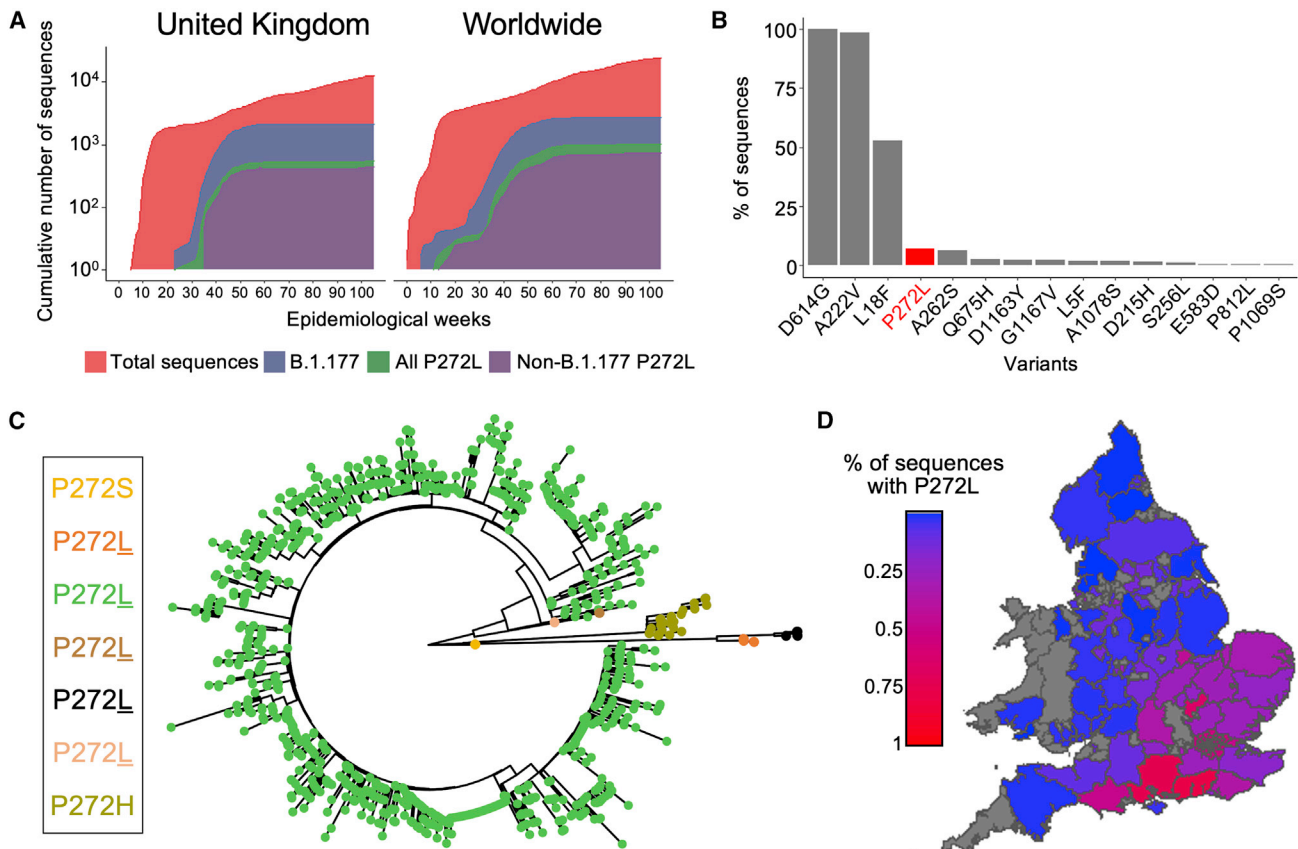 A
United Kingdom
Worldwide
Cumulative number of sequences
10⁴
10³
10²
10¹
10⁰
0 10 20 30 40 50 60 70 80 90 100
0 10 20 30 40 50 60 70 80 90 100
Epidemiological weeks
Total sequences
B.1.177
All P272L
Non-B.1.177 P272L
B
% of sequences
100
75
50
25
0
D614G
A222V
L18F
P272L
A262S
Q675H
D1163Y
G1167V
L5F
A1078S
D215H
S256L
E583D
P812L
P1069S
Variants
C
P272S
P272L
P272L
P272L
P272L
P272L
P272H
D
% of sequences
with P272L
0.25
0.5
0.75
1